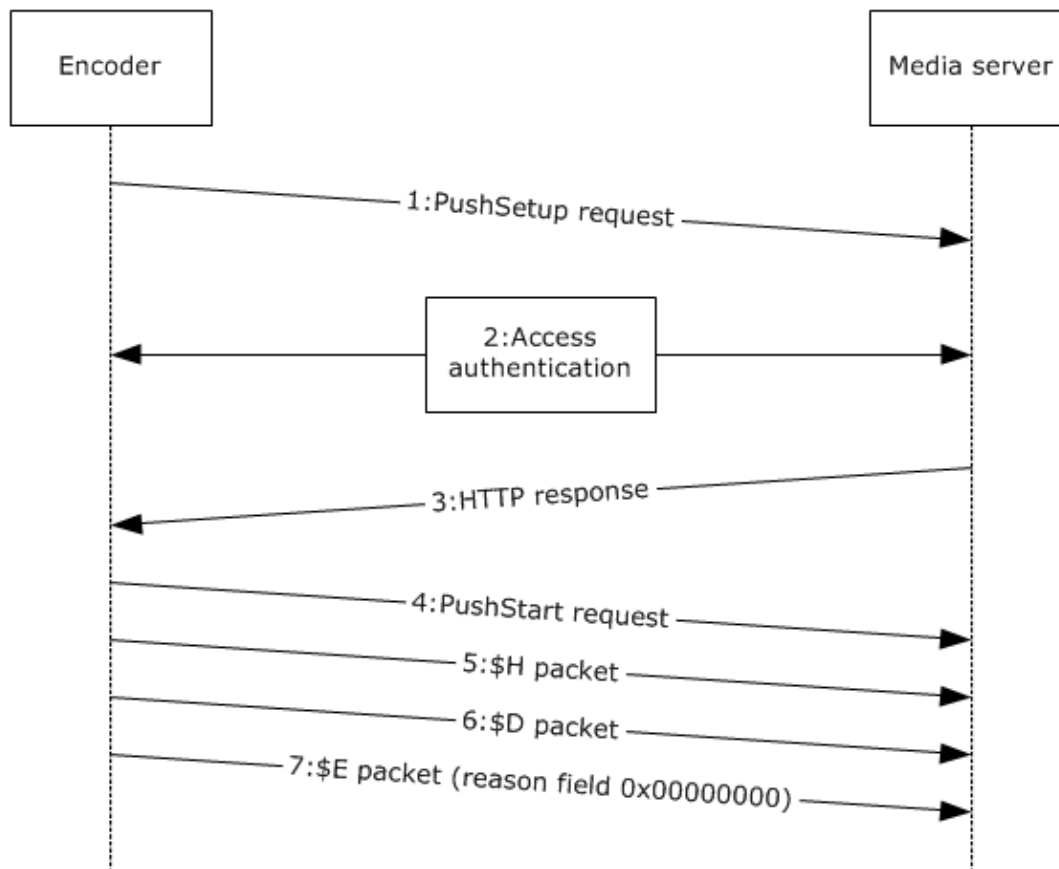 Encoder
Media server
1:PushSetup request
2:Access
authentication
3:HTTP response
4:PushStart request
5:$H packet
6:$D packet
7:$E packet (reason field 0x00000000)